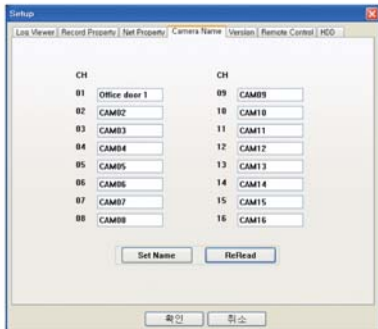 Setup
Log Viewer Record Property Net Property Camera Name Version Remote Control HDD
CH CH
01 Office door 1 09 CAM09
02 CAM02 10 CAM10
03 CAM03 11 CAM11
04 CAM04 12 CAM12
05 CAM05 13 CAM13
06 CAM06 14 CAM14
07 CAM07 15 CAM15
08 CAM08 16 CAM16
Set Name ReRead
확인 취소